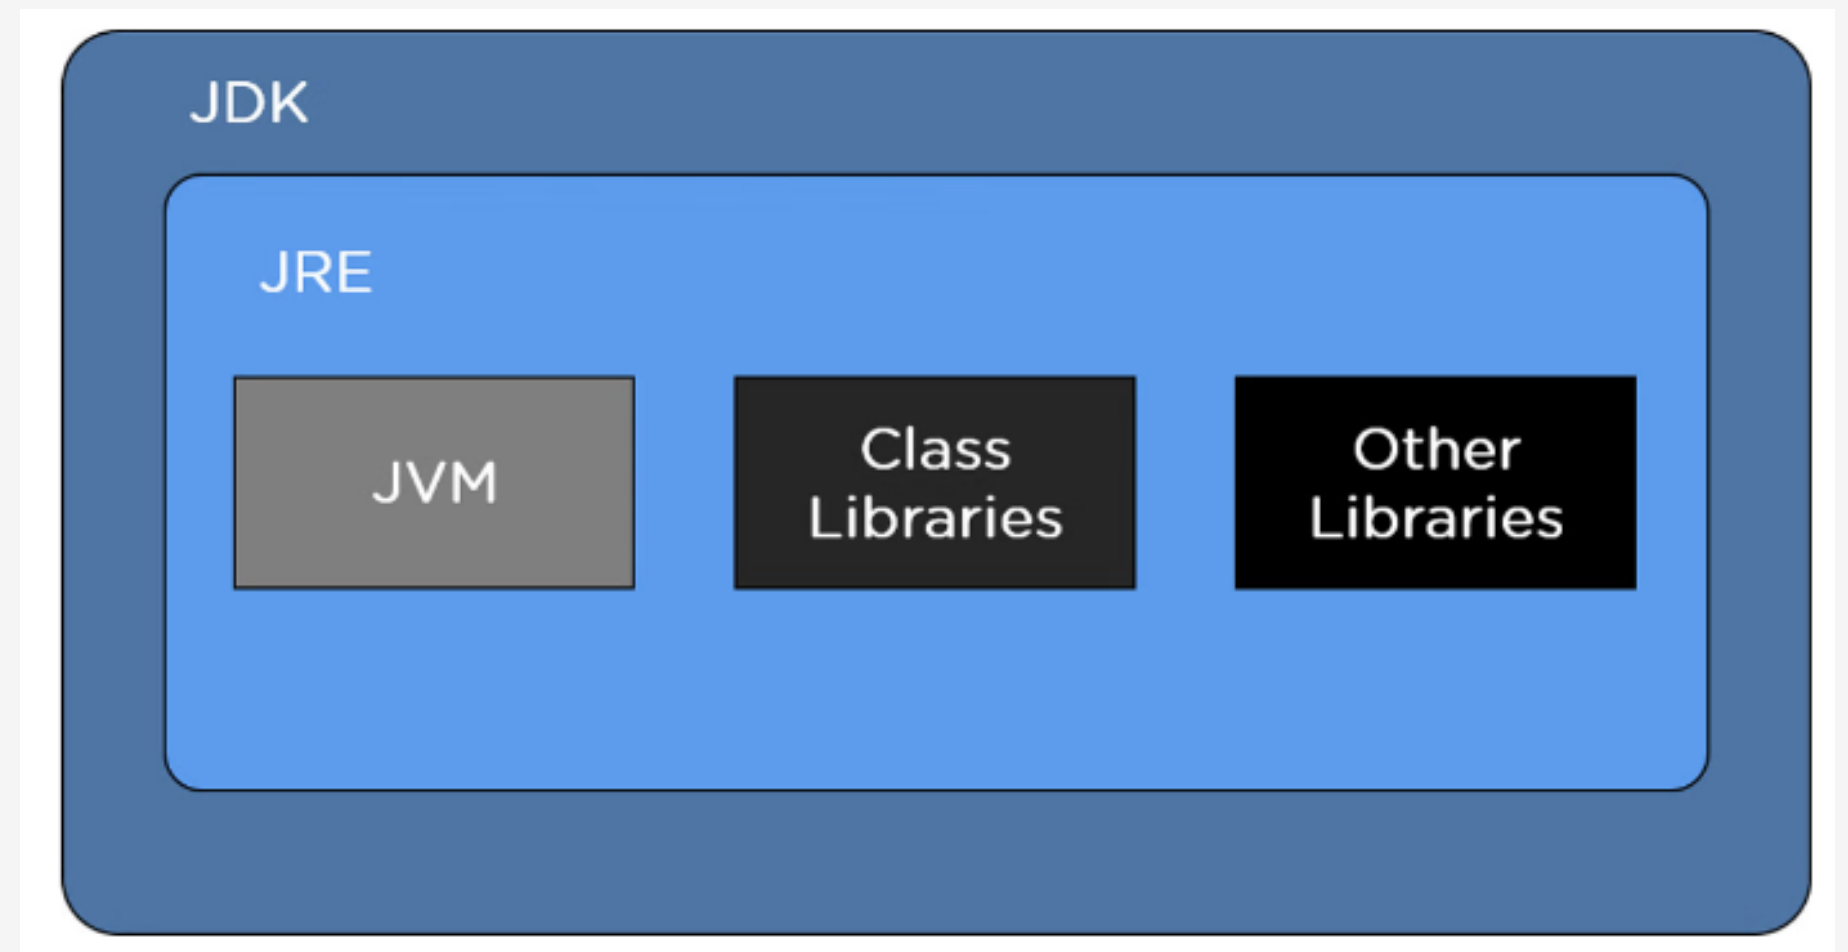 JDK
JRE
JVM
Class
Libraries
Other
Libraries